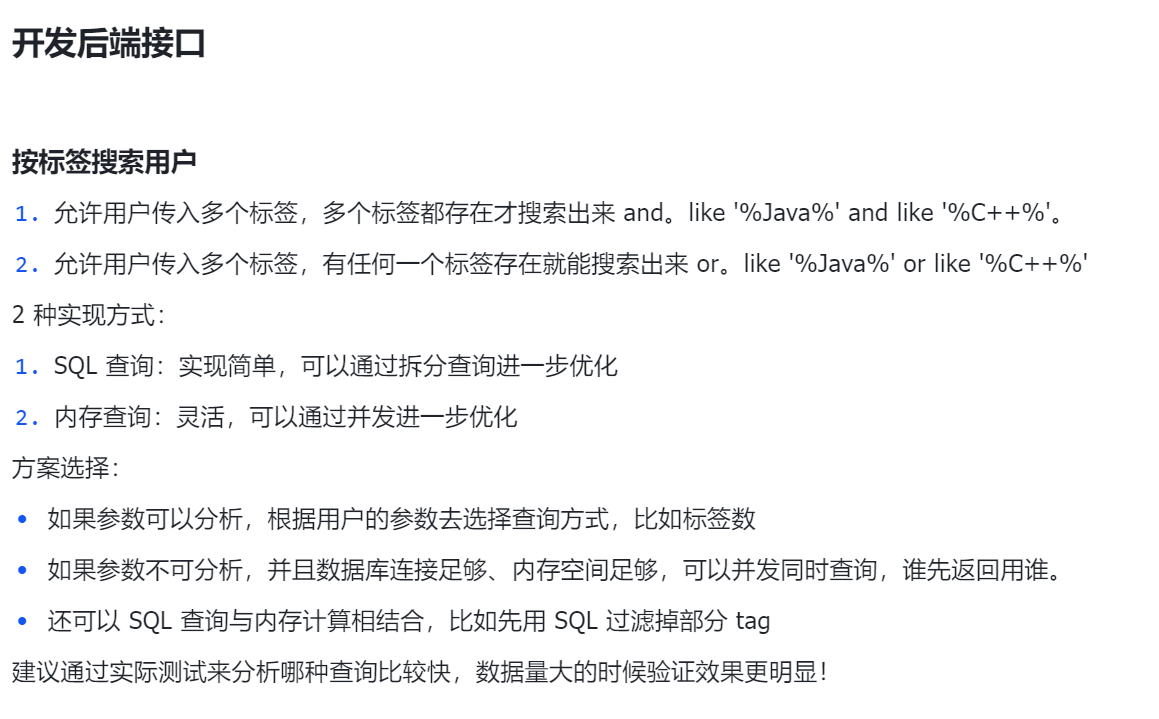 开发后端接口
按标签搜索用户
1. 允许用户传入多个标签，多个标签都存在才搜索出来 and。like '%Java%' and like '%C++%'。
2. 允许用户传入多个标签，有任何一个标签存在就能搜索出来 or。like '%Java%' or like '%C++%'
2 种实现方式：
1. SQL 查询：实现简单，可以通过拆分查询进一步优化
2. 内存查询：灵活，可以通过并发进一步优化
方案选择：
• 如果参数可以分析，根据用户的参数去选择查询方式，比如标签数
• 如果参数不可分析，并且数据库连接足够、内存空间足够，可以并发同时查询，谁先返回用谁。
• 还可以 SQL 查询与内存计算相结合，比如先用 SQL 过滤掉部分 tag
建议通过实际测试来分析哪种查询比较快，数据量大的时候验证效果更明显！